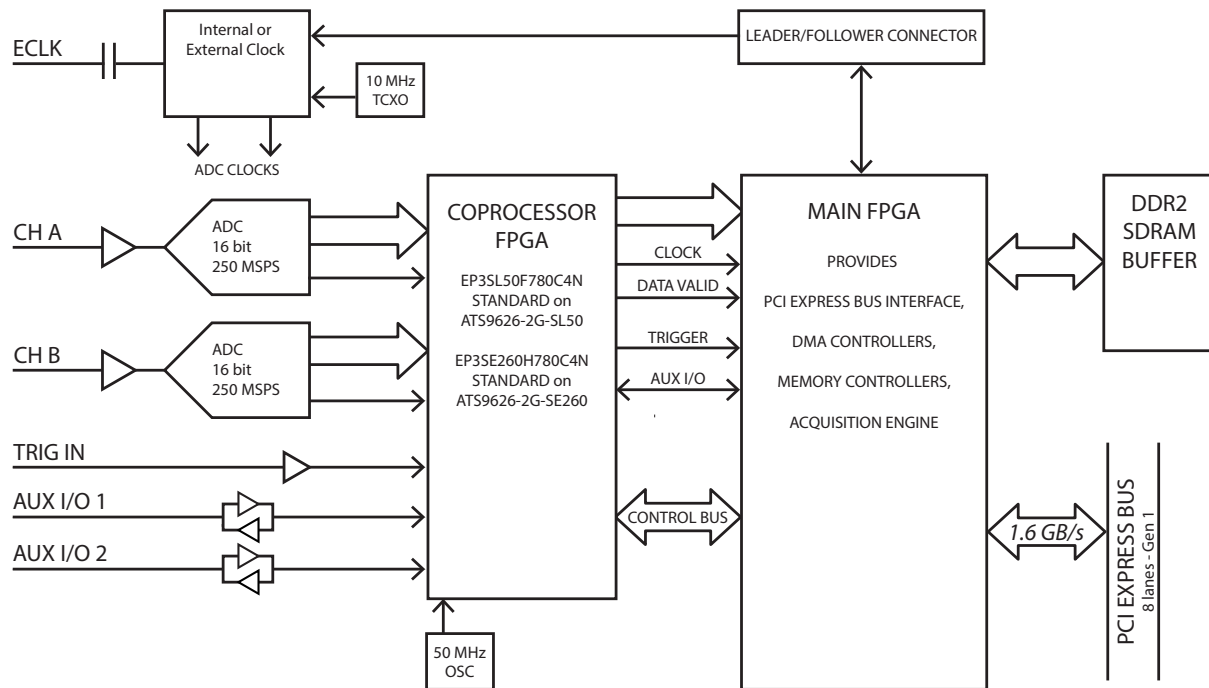 Internal or
External Clock
ECLK
LEADER/FOLLOWER CONNECTOR
10 MHz
TCXO
ADC CLOCKS
CH A
ADC
16 bit
250 MSPS
CH B
ADC
16 bit
250 MSPS
TRIG IN
AUX I/O 1
AUX I/O 2
COPROCESSOR
FPGA
EP3SL50F780C4N
STANDARD on
ATS9626-2G-SL50
EP3SE260H780C4N
STANDARD on
ATS9626-2G-SE260
50 MHz
OSC
CLOCK
DATA VALID
TRIGGER
AUX I/O
CONTROL BUS
MAIN FPGA
PROVIDES
PCI EXPRESS BUS INTERFACE,
DMA CONTROLLERS,
MEMORY CONTROLLERS,
ACQUISITION ENGINE
DDR2
SDRAM
BUFFER
1.6 GB/s
PCI EXPRESS BUS
8 lanes - Gen 1